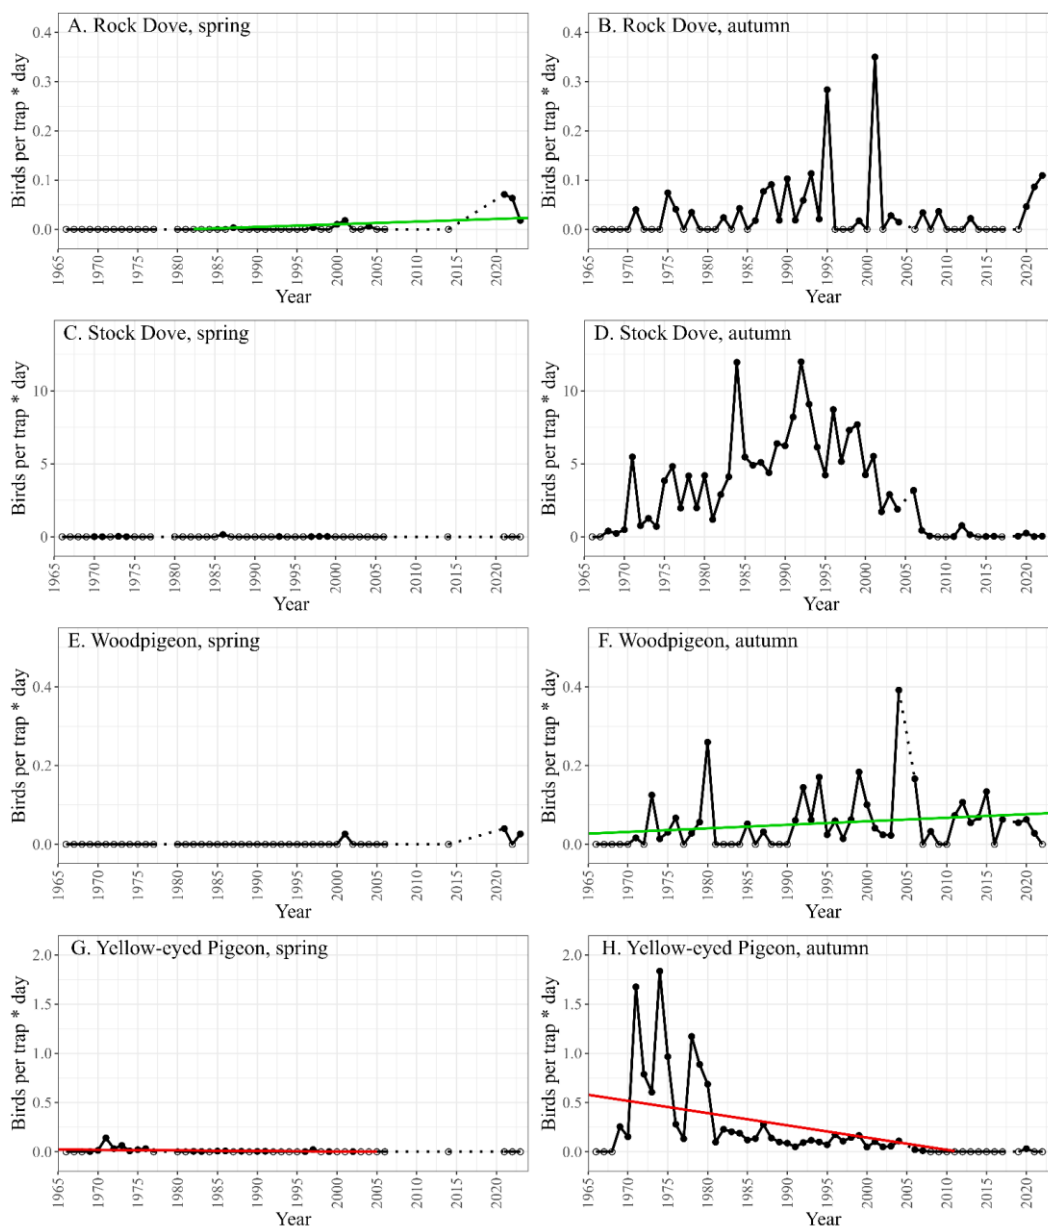 A. Rock Dove, spring
Birds per trap * day
0.4
0.3
0.2
0.1
0.0
1965 1970 1975 1980 1985 1990 1995 2000 2005 2010 2015 2020
Year
B. Rock Dove, autumn
Birds per trap * day
0.4
0.3
0.2
0.1
0.0
1965 1970 1975 1980 1985 1990 1995 2000 2005 2010 2015 2020
Year
C. Stock Dove, spring
Birds per trap * day
10
5
0
1965 1970 1975 1980 1985 1990 1995 2000 2005 2010 2015 2020
Year
D. Stock Dove, autumn
Birds per trap * day
10
5
0
1965 1970 1975 1980 1985 1990 1995 2000 2005 2010 2015 2020
Year
E. Woodpigeon, spring
Birds per trap * day
0.4
0.2
0.0
1965 1970 1975 1980 1985 1990 1995 2000 2005 2010 2015 2020
Year
F. Woodpigeon, autumn
Birds per trap * day
0.4
0.2
0.0
1965 1970 1975 1980 1985 1990 1995 2000 2005 2010 2015 2020
Year
G. Yellow-eyed Pigeon, spring
Birds per trap * day
2.0
1.5
1.0
0.5
0.0
1965 1970 1975 1980 1985 1990 1995 2000 2005 2010 2015 2020
Year
H. Yellow-eyed Pigeon, autumn
Birds per trap * day
2.0
1.5
1.0
0.5
0.0
1965 1970 1975 1980 1985 1990 1995 2000 2005 2010 2015 2020
Year